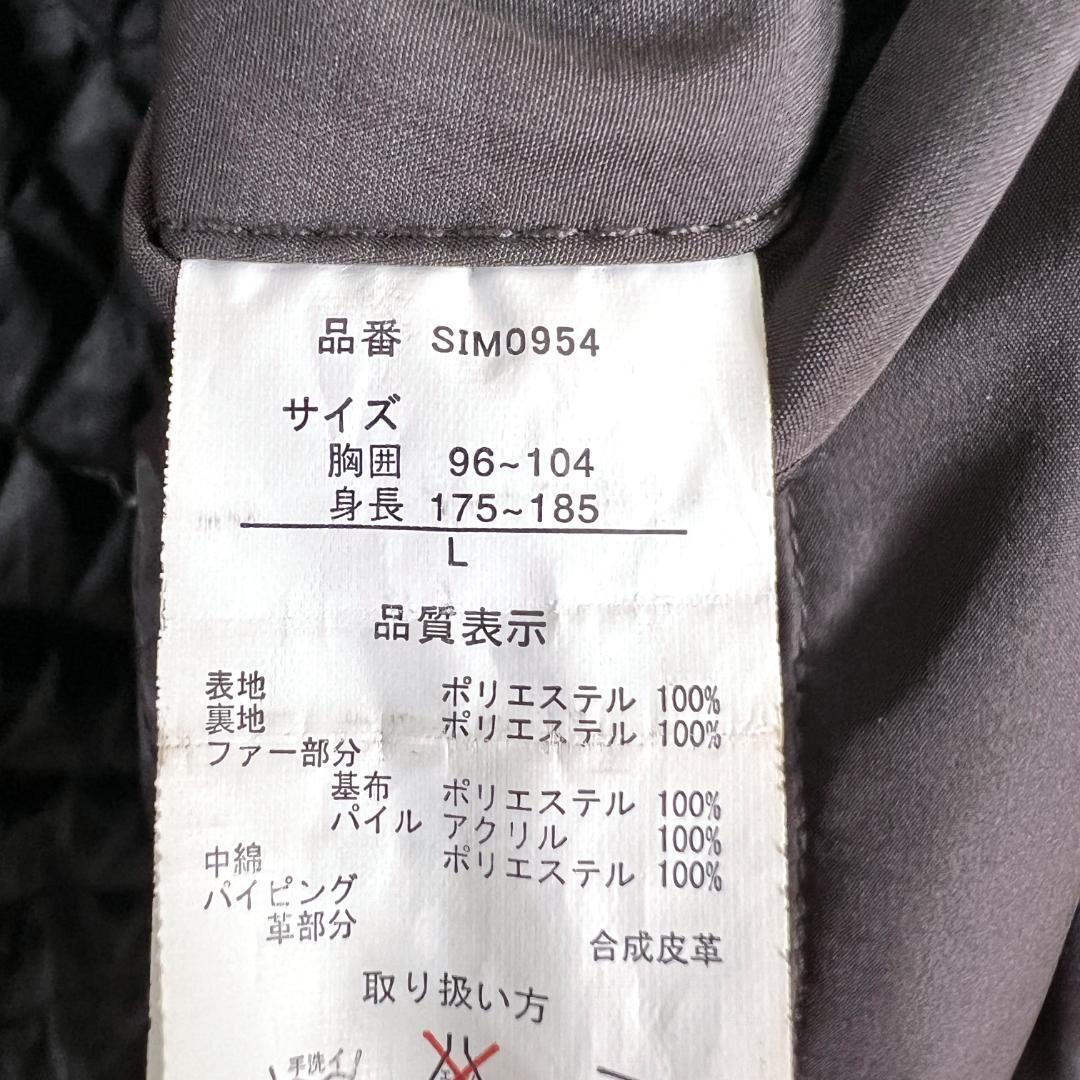 品番 SIM0954
サイズ
胸囲 96~104
身長 175~185
L
品質表示
表地 ポリエステル 100%
裏地 ポリエステル 100%
ファー部分
基布 ポリエステル 100%
パイル アクリル 100%
中綿 ポリエステル 100%
パイピング
革部分 合成皮革
取り扱い方
手洗イ